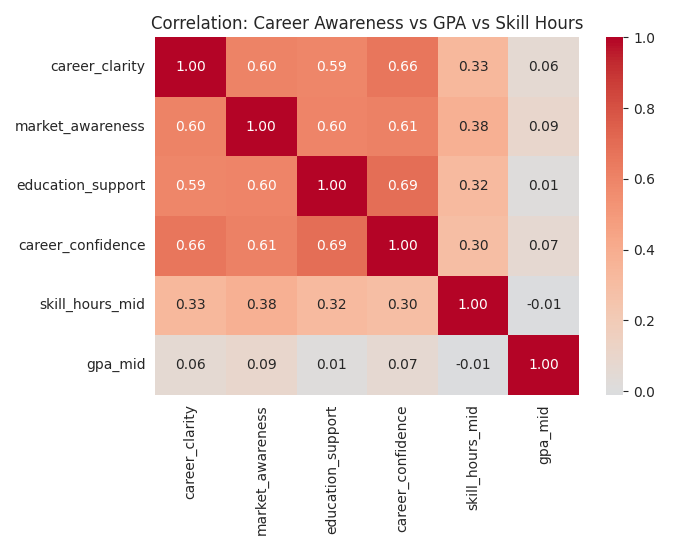 Correlation: Career Awareness vs GPA vs Skill Hours
career_clarity 1.00 0.60 0.59 0.66 0.33 0.06
market_awareness 0.60 1.00 0.60 0.61 0.38 0.09
education_support 0.59 0.60 1.00 0.69 0.32 0.01
career_confidence 0.66 0.61 0.69 1.00 0.30 0.07
skill_hours_mid 0.33 0.38 0.32 0.30 1.00 -0.01
gpa_mid 0.06 0.09 0.01 0.07 -0.01 1.00
career_clarity
market_awareness
education_support
career_confidence
skill_hours_mid
gpa_mid
1.0
0.8
0.6
0.4
0.2
0.0